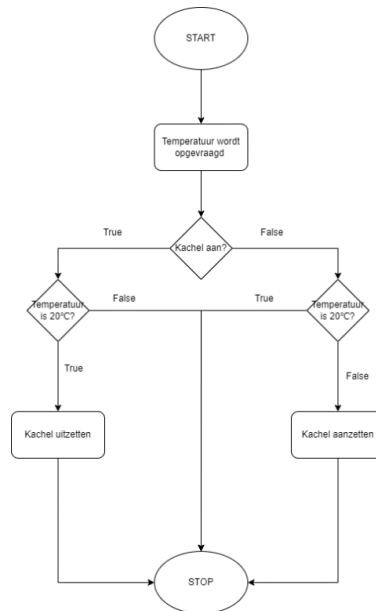 START
Temperatuur wordt
opgevraagd
True
Kachel aan?
False
Temperatuur
is 20℃?
False
True
Temperatuur
is 20℃?
True
False
Kachel uitzetten
Kachel aanzetten
STOP